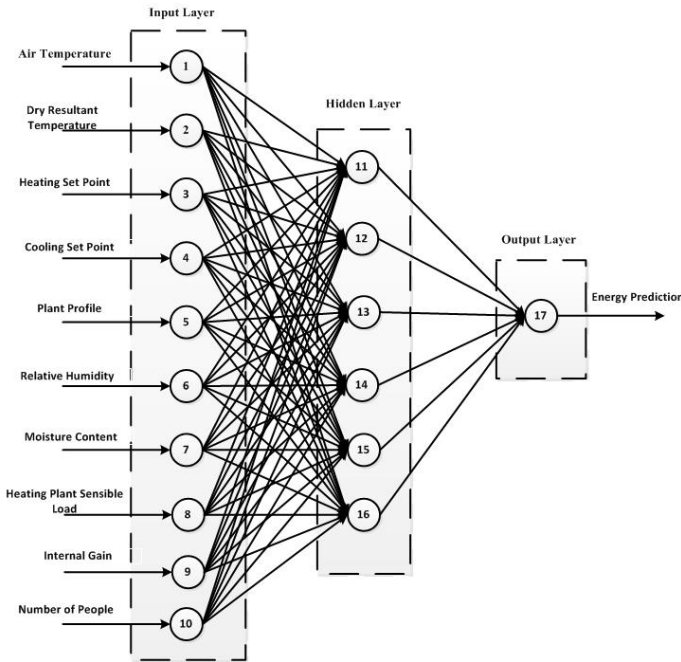 Input Layer
Air Temperature
1
Dry Resultant
Temperature
2
Heating Set Point
3
Cooling Set Point
4
Plant Profile
5
Relative Humidity
6
Moisture Content
7
Heating Plant Sensible
Load
8
Internal Gain
9
Number of People
10
Hidden Layer
11
12
13
14
15
16
Output Layer
17
Energy Prediction